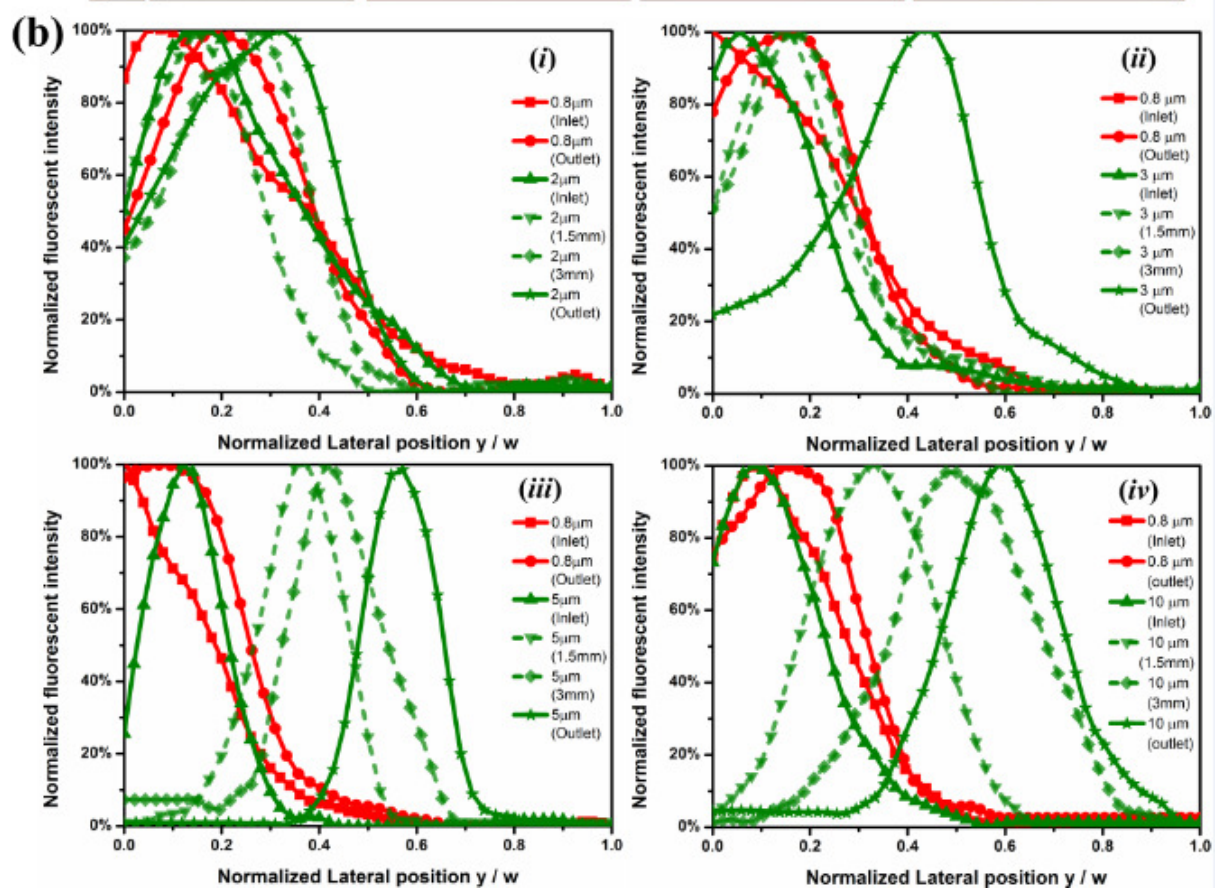 (b)
100%
80%
60%
40%
20%
0%
Normalized fluorescent intensity
(i)
0.8μm
(Inlet)
0.8μm
(Outlet)
2μm
(Inlet)
2μm
(1.5mm)
2μm
(3mm)
2μm
(Outlet)
0.0 0.2 0.4 0.6 0.8 1.0
Normalized Lateral position y / w
100%
80%
60%
40%
20%
0%
Normalized fluorescent intensity
(ii)
0.8 μm
(Inlet)
0.8 μm
(Outlet)
3 μm
(Inlet)
3 μm
(1.5mm)
3 μm
(3mm)
3 μm
(Outlet)
0.0 0.2 0.4 0.6 0.8 1.0
Normalized Lateral position y / w
100%
80%
60%
40%
20%
0%
Normalized fluorescent intensity
(iii)
0.8μm
(Inlet)
0.8μm
(Outlet)
5μm
(Inlet)
5μm
(1.5mm)
5μm
(3mm)
5μm
(Outlet)
0.0 0.2 0.4 0.6 0.8 1.0
Normalized Lateral position y / w
100%
80%
60%
40%
20%
0%
Normalized fluorescent intensity
(iv)
0.8 μm
(Inlet)
0.8 μm
(outlet)
10 μm
(Inlet)
10 μm
(1.5mm)
10 μm
(3mm)
10 μm
(outlet)
0.0 0.2 0.4 0.6 0.8 1.0
Normalized Lateral position y / w